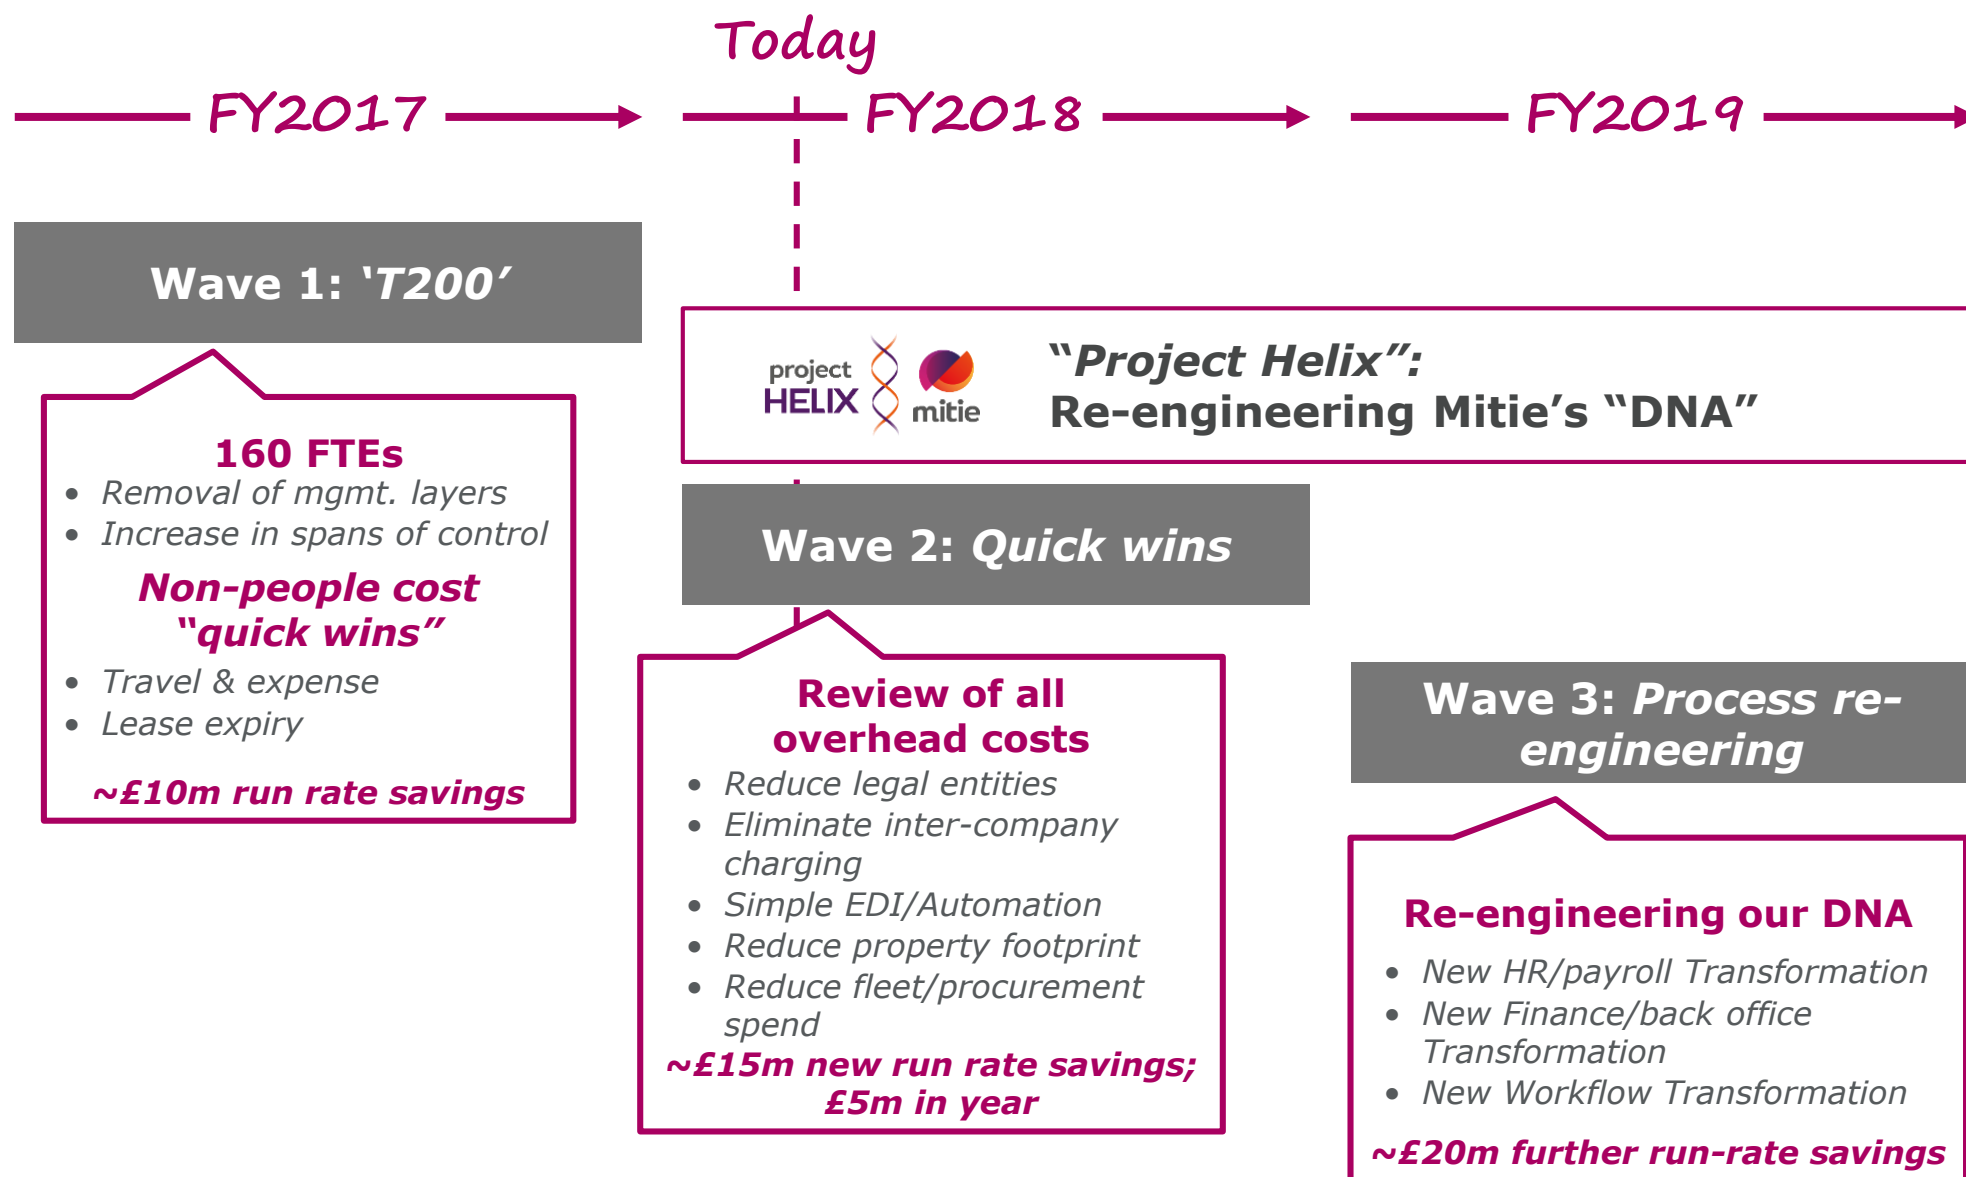 Today
FY2017
FY2018
FY2019
Wave 1: ‘T200’
160 FTEs
• Removal of mgmt. layers
• Increase in spans of control
Non-people cost
“quick wins”
• Travel & expense
• Lease expiry
~£10m run rate savings
project
HELIX
mitie
“Project Helix”:
Re-engineering Mitie’s “DNA”
Wave 2: Quick wins
Review of all
overhead costs
• Reduce legal entities
• Eliminate inter-company
charging
• Simple EDI/Automation
• Reduce property footprint
• Reduce fleet/procurement
spend
~£15m new run rate savings;
£5m in year
Wave 3: Process re-
engineering
Re-engineering our DNA
• New HR/payroll Transformation
• New Finance/back office
Transformation
• New Workflow Transformation
~£20m further run-rate savings